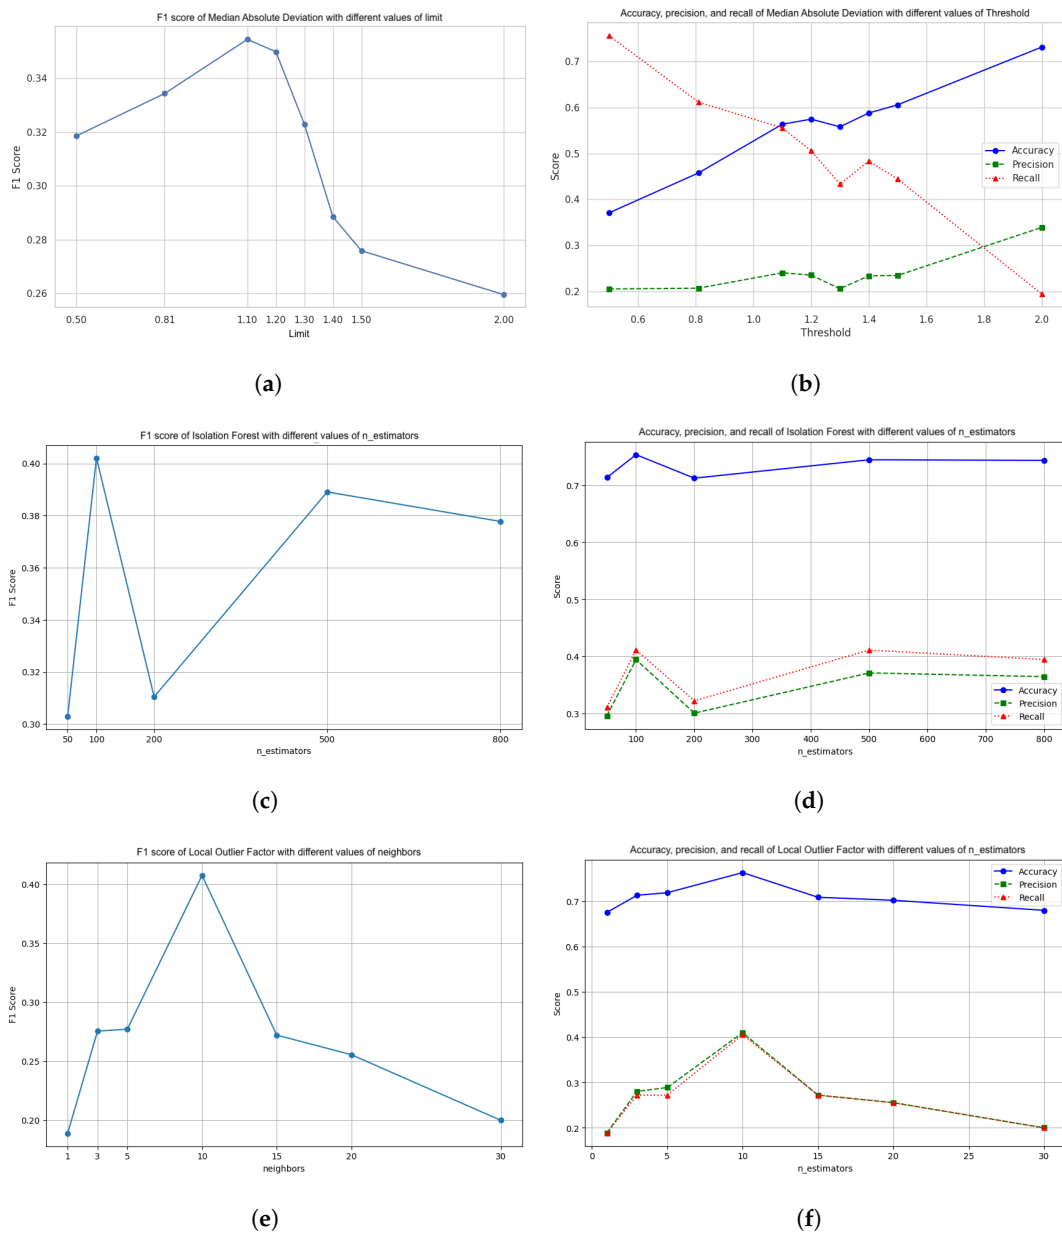 F1 score of Median Absolute Deviation with different values of limit
F1 Score
0.34
0.32
0.30
0.28
0.26
0.50 0.81 1.10 1.20 1.30 1.40 1.50 2.00
Limit
(a)
Accuracy, precision, and recall of Median Absolute Deviation with different values of Threshold
Score
0.7
0.6
0.5
0.4
0.3
0.2
Accuracy
Precision
Recall
0.6 0.8 1.0 1.2 1.4 1.6 1.8 2.0
Threshold
(b)
F1 score of Isolation Forest with different values of n_estimators
F1 Score
0.40
0.38
0.36
0.34
0.32
0.30
50 100 200 500 800
n_estimators
(c)
Accuracy, precision, and recall of Isolation Forest with different values of n_estimators
Score
0.7
0.6
0.5
0.4
0.3
Accuracy
Precision
Recall
100 200 300 400 500 600 700 800
n_estimators
(d)
F1 score of Local Outlier Factor with different values of neighbors
F1 Score
0.40
0.35
0.30
0.25
0.20
1 3 5 10 15 20 30
neighbors
(e)
Accuracy, precision, and recall of Local Outlier Factor with different values of n_estimators
Score
0.7
0.6
0.5
0.4
0.3
0.2
Accuracy
Precision
Recall
0 5 10 15 20 25 30
n_estimators
(f)